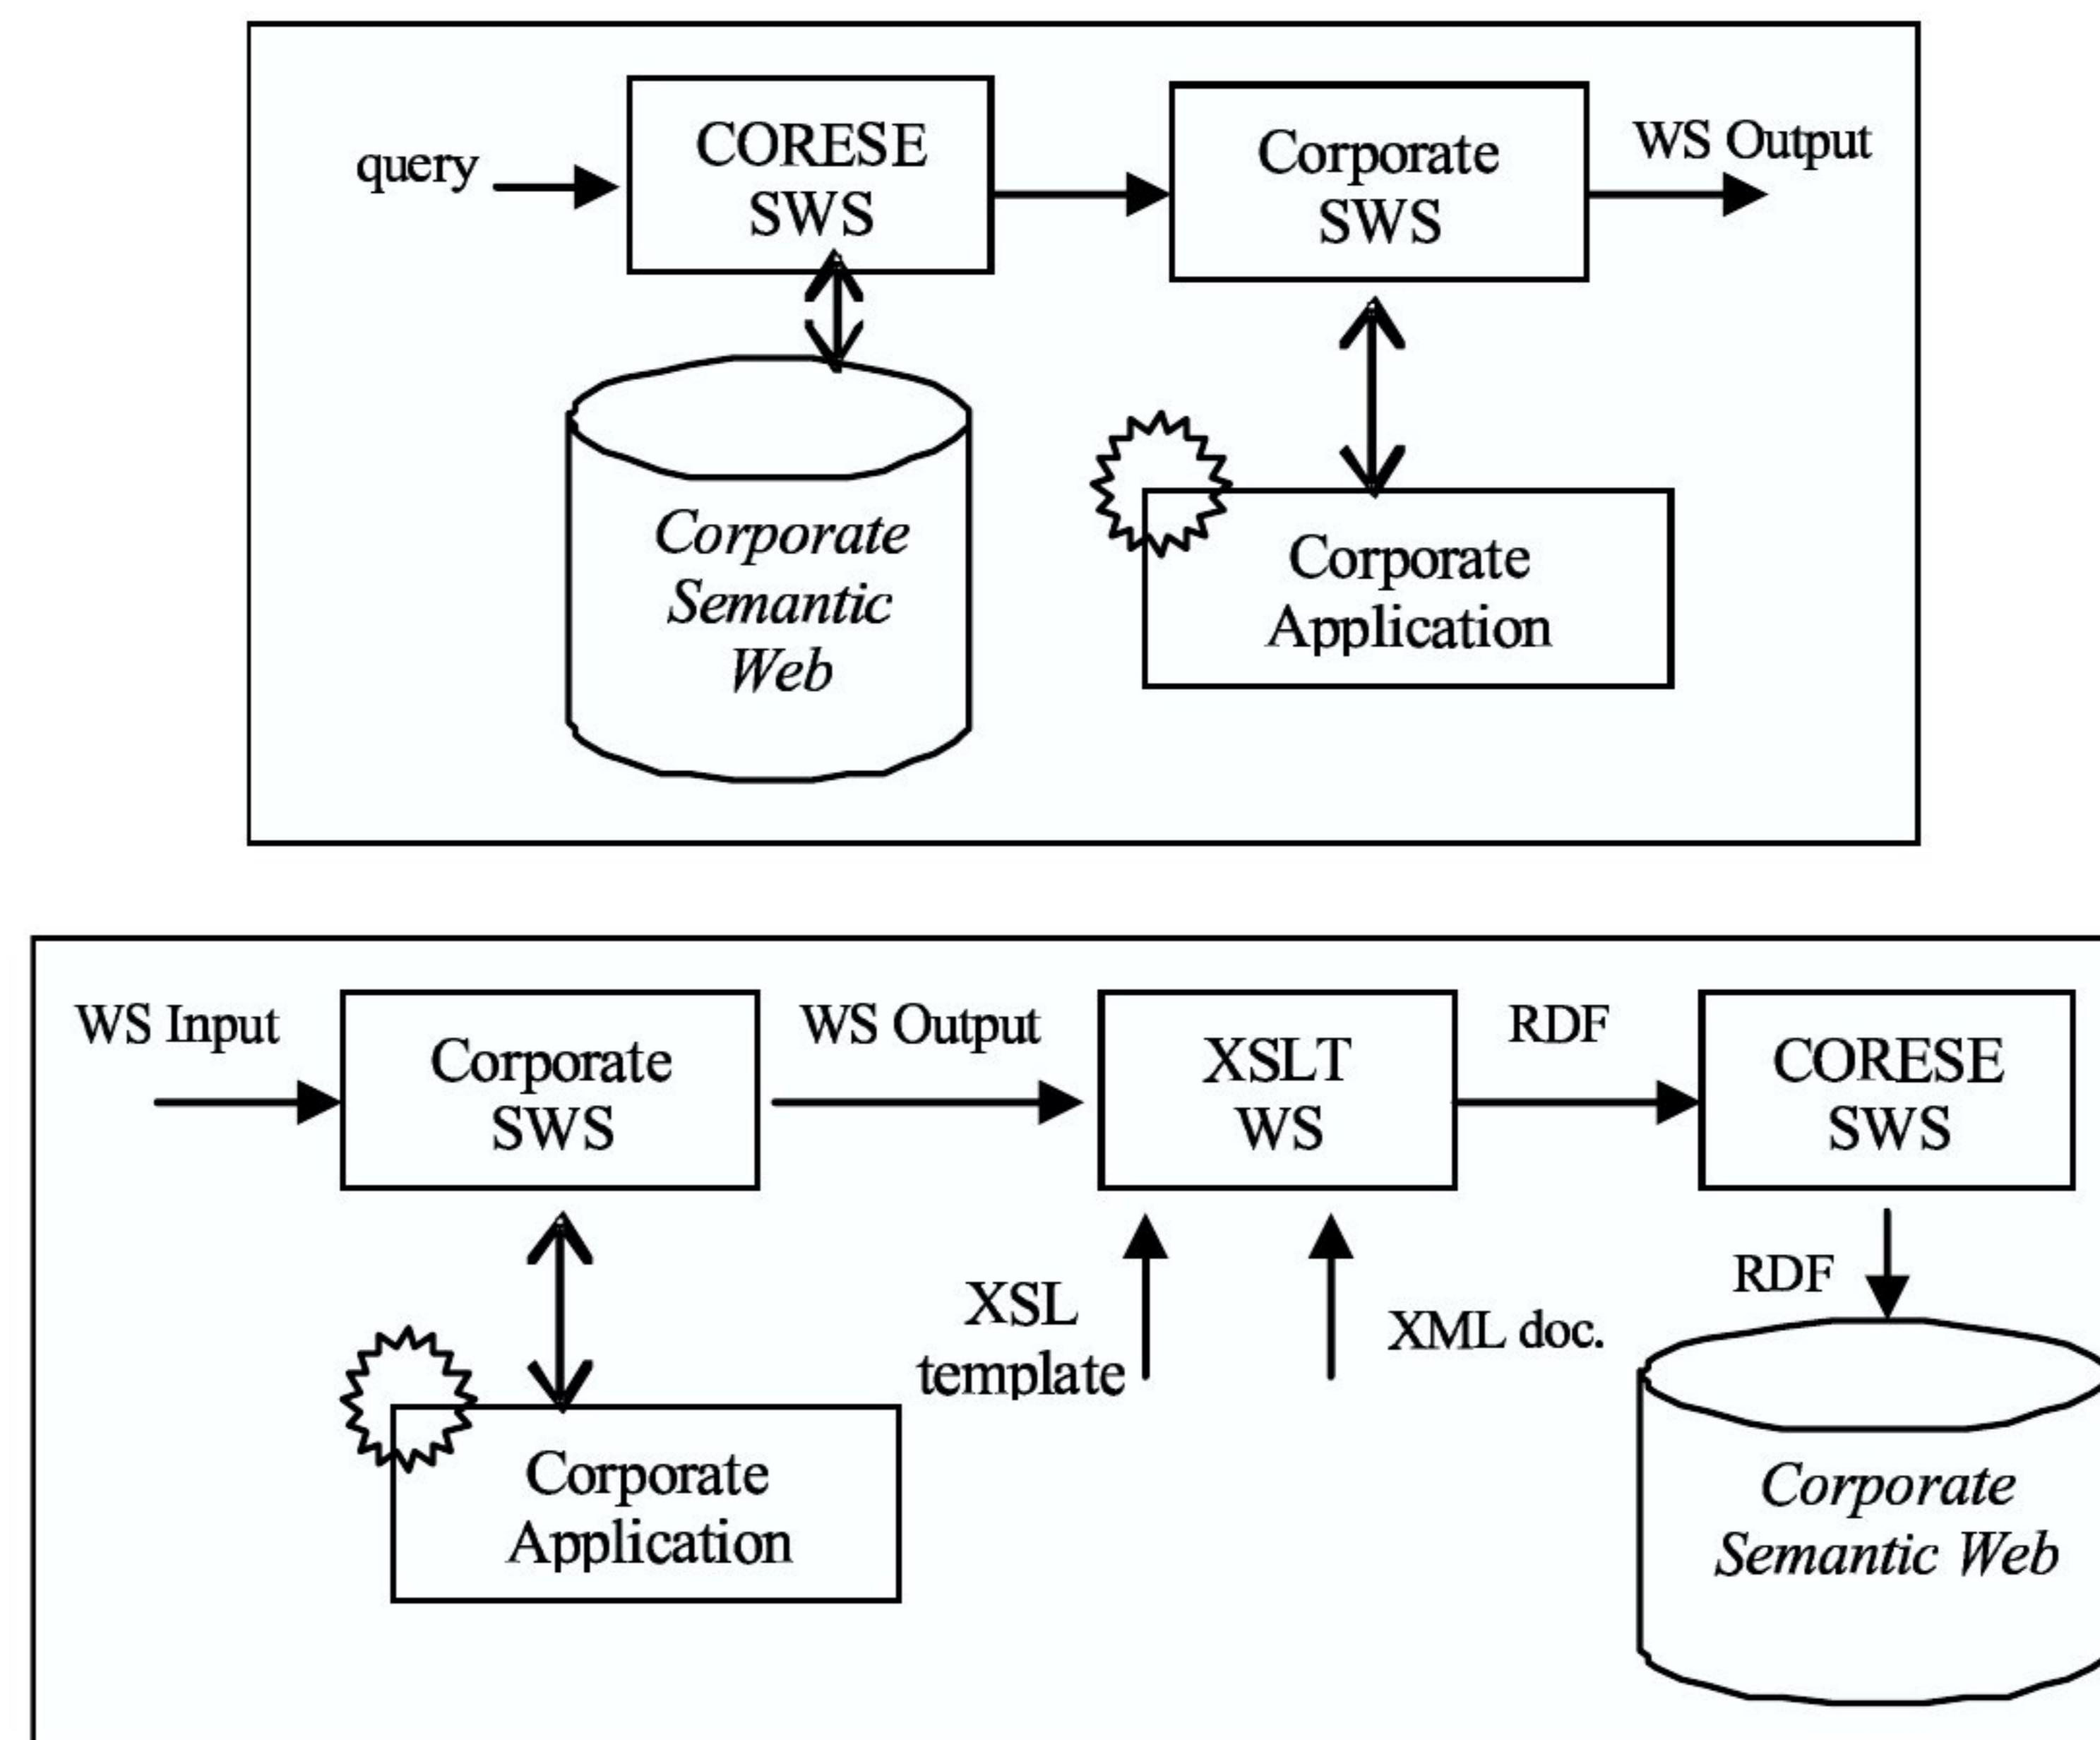 query
CORESE
SWS
Corporate
SWS
WS Output
Corporate
Semantic
Web
Corporate
Application
WS Input
Corporate
SWS
WS Output
XSLT
WS
RDF
CORESE
SWS
XSL
template
XML doc.
RDF
Corporate
Application
Corporate
Semantic Web